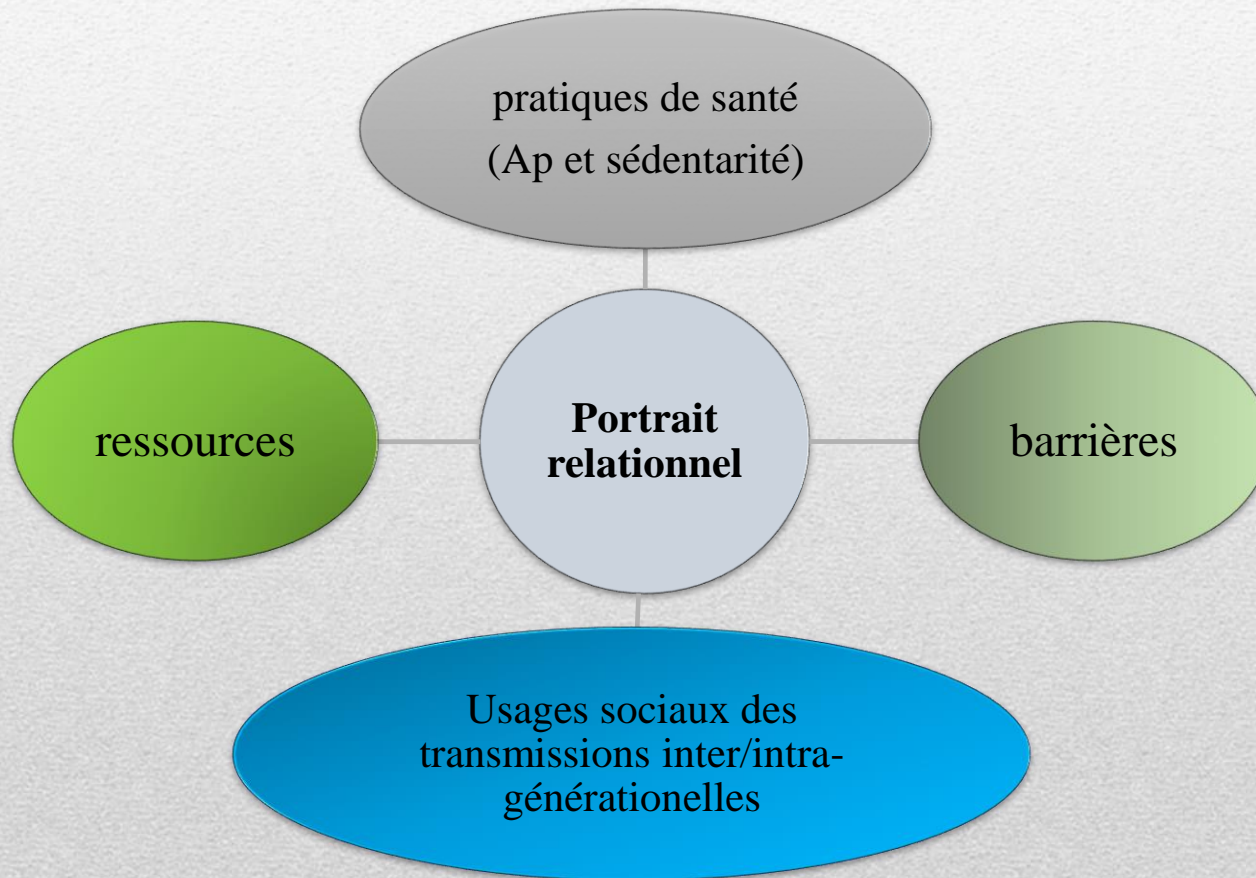 pratiques de santé
(Ap et sédentarité)
ressources
Portrait
relationnel
barrières
Usages sociaux des
transmissions inter/intra-
générationelles